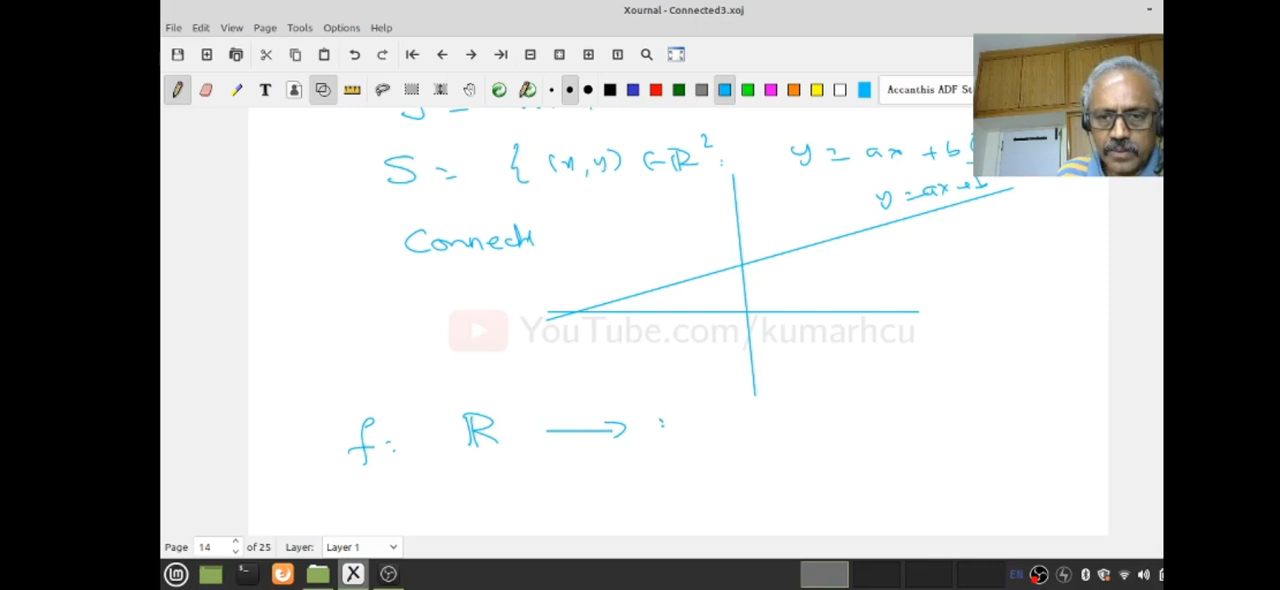 Xournal - Connected3.xoj
File Edit View Page Tools Options Help
T Accanthis ADF St
S = { (x, y) ∈ ℝ² : y = ax + b
y = ax + b
Connect
YouTube.com/kumarhcu
f: ℝ ⟶
Page 14 of 25 Layer: Layer 1
X EN